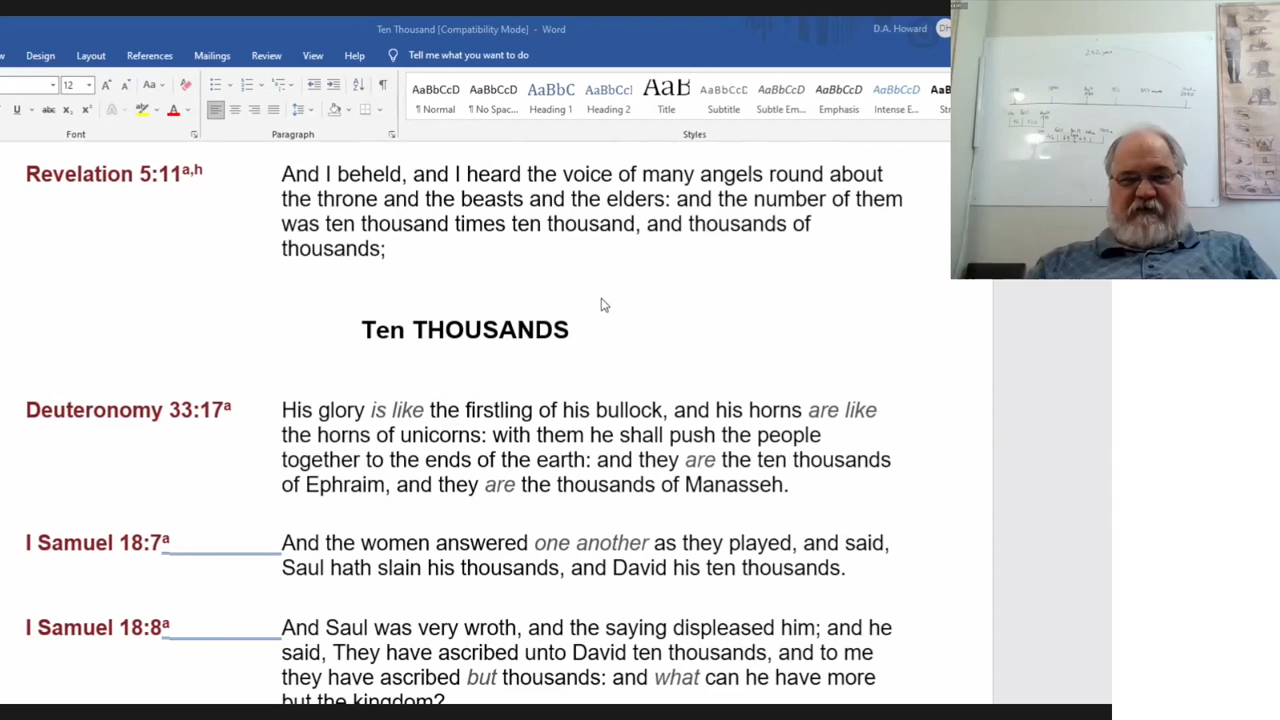 Ten Thousand [Compatibility Mode] - Word
D.A. Howard
DH
Design Layout References Mailings Review View Help Tell me what you want to do
12
Aa
AaBbCcD AaBbCcD AaBbC AaBbCcI AaB AaBbCcD AaBbCcD AaBbCcD AaBbCcD
¶ Normal ¶ No Spac... Heading 1 Heading 2 Title Subtitle Subtle Em... Emphasis Intense E...
Font Paragraph Styles
Revelation 5:11a,h And I beheld, and I heard the voice of many angels round about
the throne and the beasts and the elders: and the number of them
was ten thousand times ten thousand, and thousands of
thousands;
Ten THOUSANDS
Deuteronomy 33:17a His glory is like the firstling of his bullock, and his horns are like
the horns of unicorns: with them he shall push the people
together to the ends of the earth: and they are the ten thousands
of Ephraim, and they are the thousands of Manasseh.
I Samuel 18:7a And the women answered one another as they played, and said,
Saul hath slain his thousands, and David his ten thousands.
I Samuel 18:8a And Saul was very wroth, and the saying displeased him; and he
said, They have ascribed unto David ten thousands, and to me
they have ascribed but thousands: and what can he have more
but the kingdom?